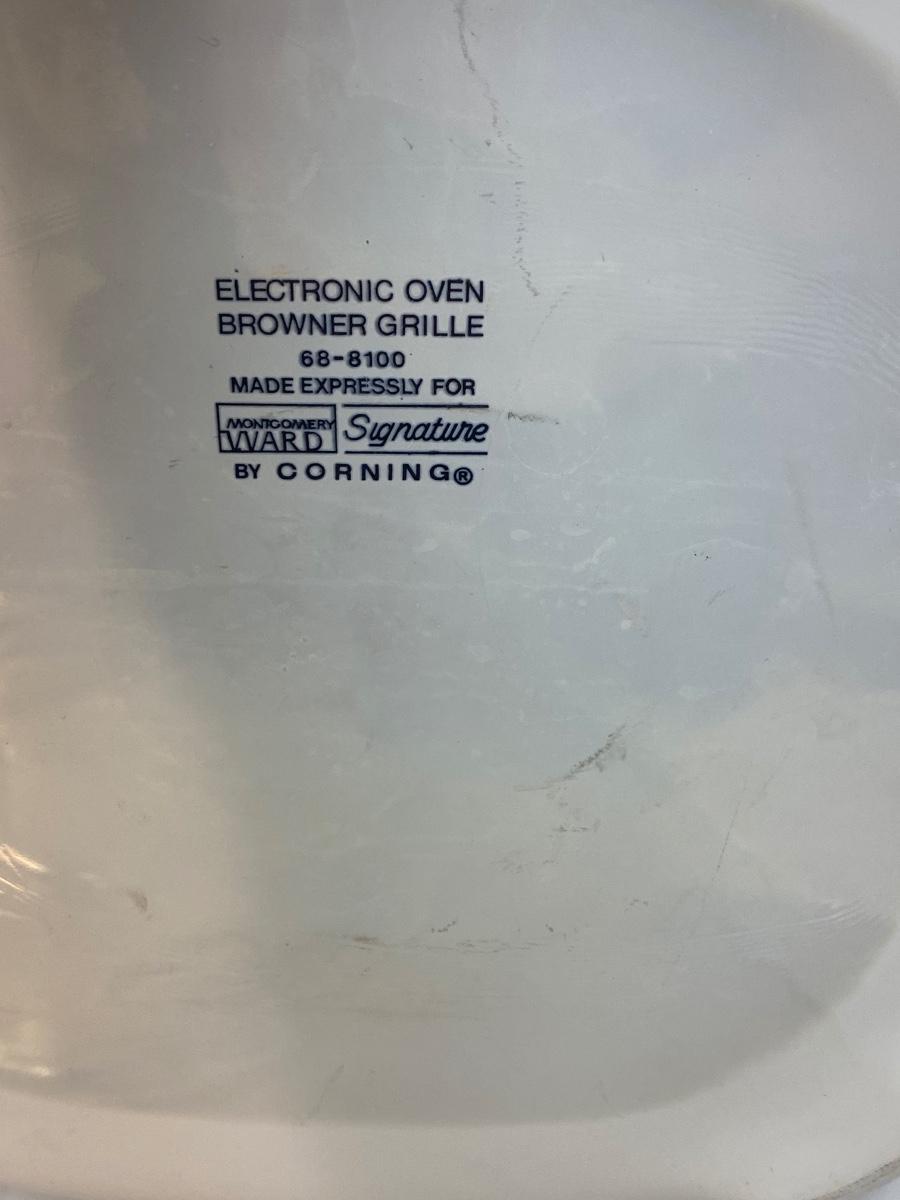 ELECTRONIC OVEN
BROWNER GRILLE
68-8100
MADE EXPRESSLY FOR
MONTGOMERY WARD Signature
BY CORNING®